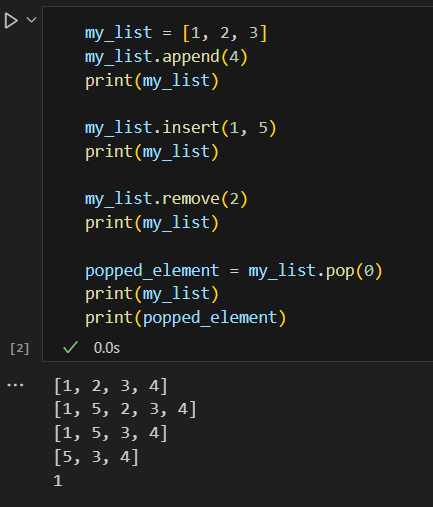 my_list = [1, 2, 3]
my_list.append(4)
print(my_list)

my_list.insert(1, 5)
print(my_list)

my_list.remove(2)
print(my_list)

popped_element = my_list.pop(0)
print(my_list)
print(popped_element)
[2] 0.0s
[1, 2, 3, 4]
[1, 5, 2, 3, 4]
[1, 5, 3, 4]
[5, 3, 4]
1